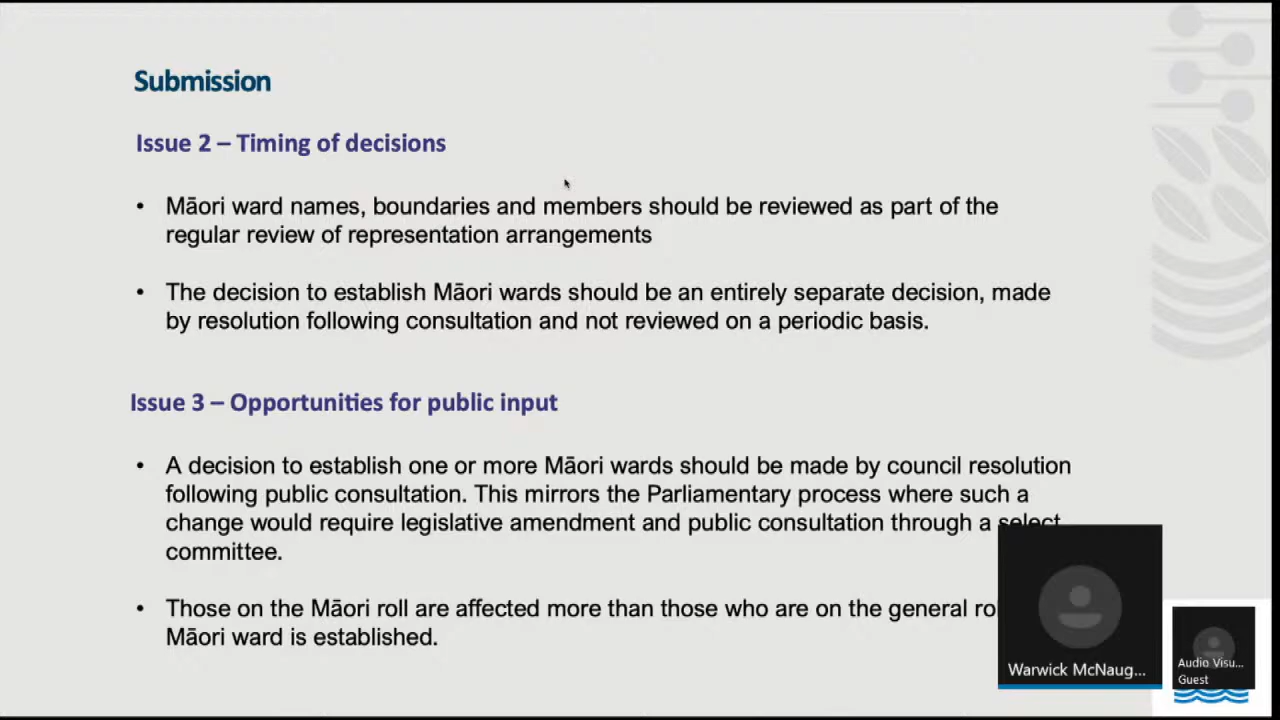 Submission
Issue 2 – Timing of decisions
• Māori ward names, boundaries and members should be reviewed as part of the
regular review of representation arrangements
• The decision to establish Māori wards should be an entirely separate decision, made
by resolution following consultation and not reviewed on a periodic basis.
Issue 3 – Opportunities for public input
• A decision to establish one or more Māori wards should be made by council resolution
following public consultation. This mirrors the Parliamentary process where such a
change would require legislative amendment and public consultation through a select
committee.
• Those on the Māori roll are affected more than those who are on the general
Māori ward is established.
Warwick McNaug...
Audio Visu...
Guest